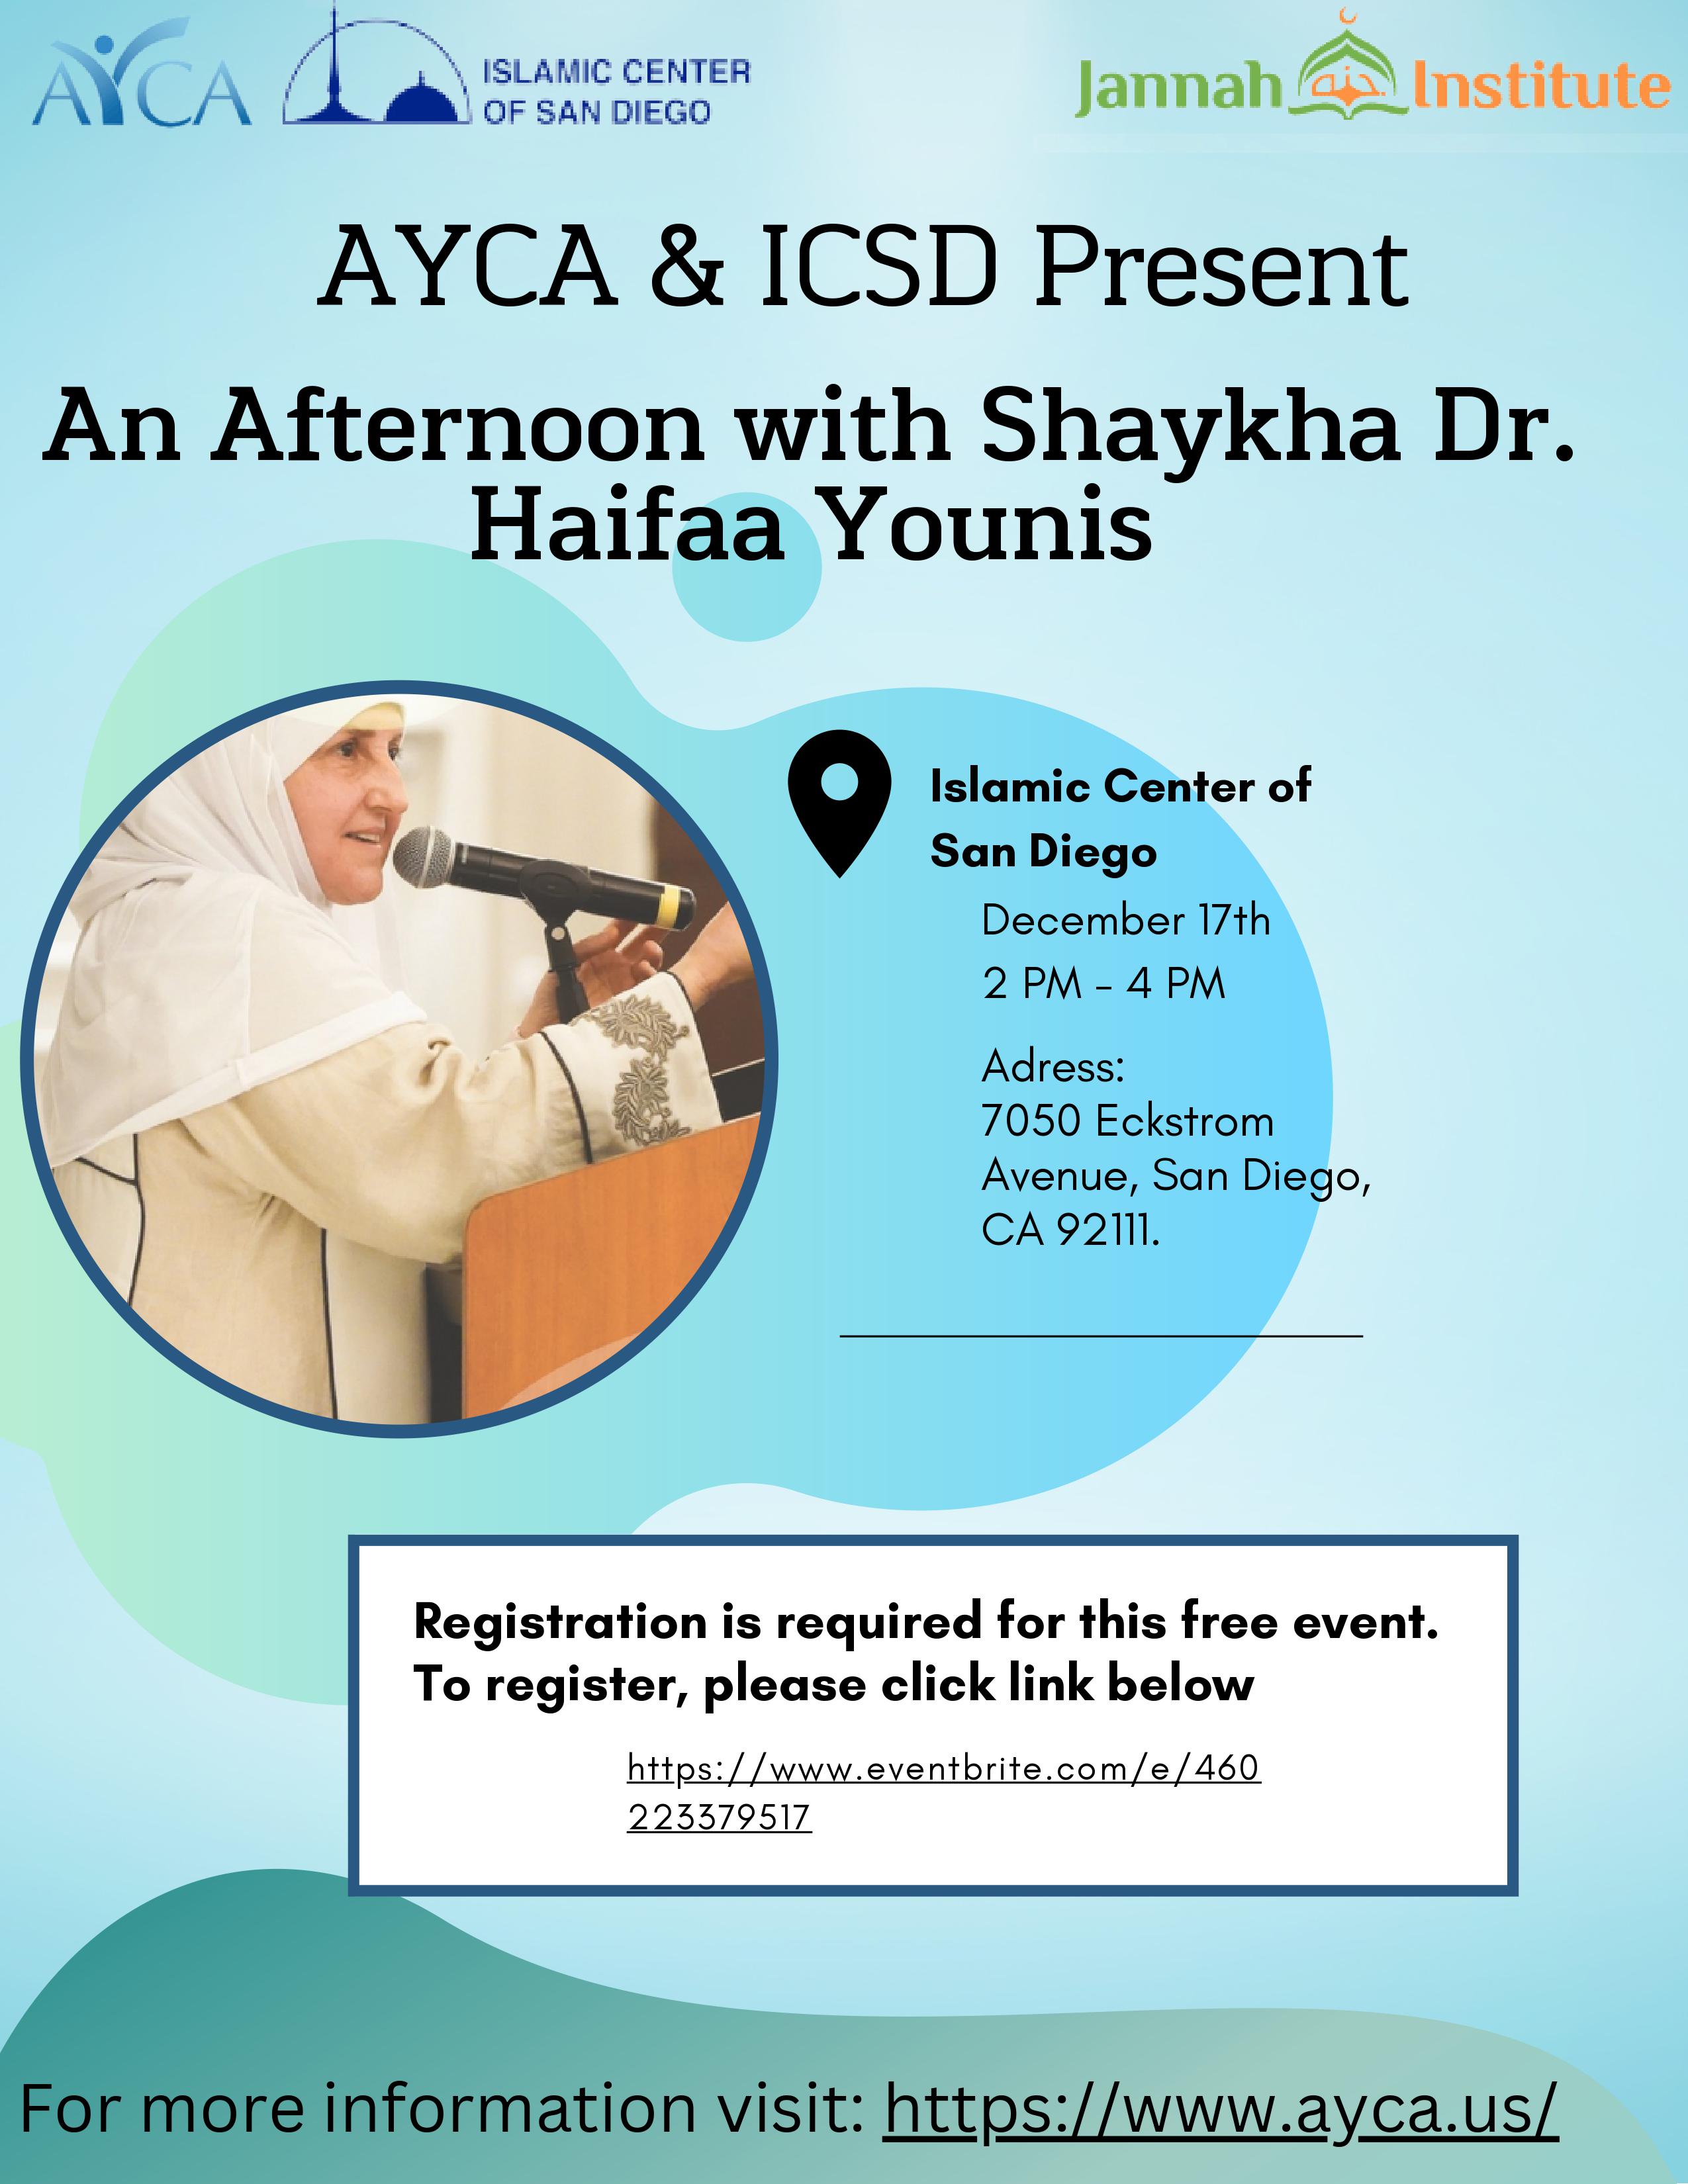 AYCA
ISLAMIC CENTER
OF SAN DIEGO
Jannah جنة Institute
AYCA & ICSD Present
An Afternoon with Shaykha Dr.
Haifaa Younis
Islamic Center of
San Diego
December 17th
2 PM - 4 PM
Adress:
7050 Eckstrom
Avenue, San Diego,
CA 92111.
Registration is required for this free event.
To register, please click link below
https://www.eventbrite.com/e/460
223379517
For more information visit: https://www.ayca.us/